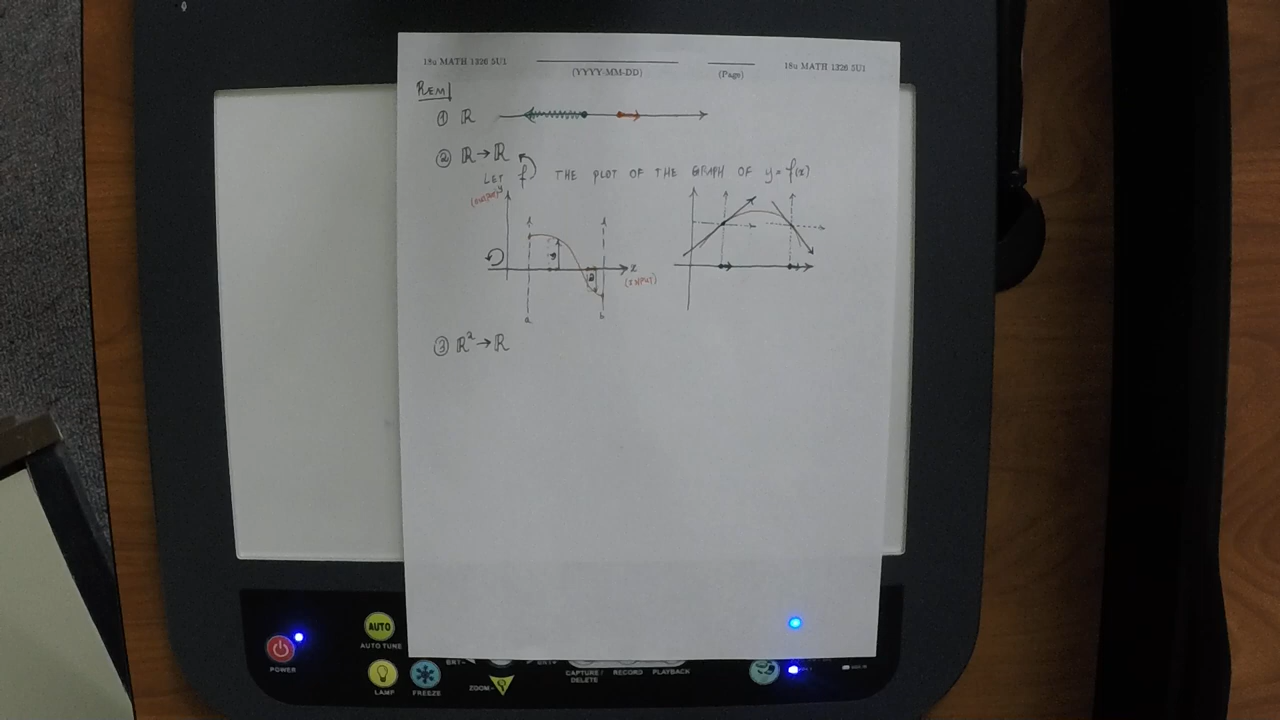 18u MATH 1326 5U1 (YYYY-MM-DD) (Page) 18u MATH 1326 5U1
REM
① ℝ
② ℝ→ℝ
LET f THE PLOT OF THE GRAPH OF y = f(x)
(OUTPUT) y
x
(INPUT)
a b
③ ℝ² → ℝ
AUTO
AUTO TUNE
POWER
LAMP FREEZE ZOOM CAPTURE / DELETE RECORD PLAYBACK